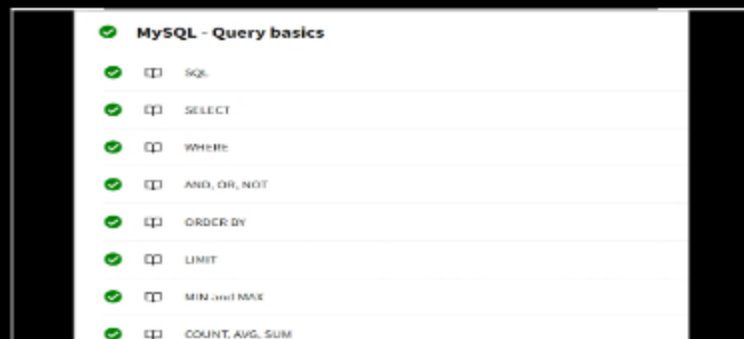 MySQL - Query basics
SQL
SELECT
WHERE
AND, OR, NOT
ORDER BY
LIMIT
MIN and MAX
COUNT, AVG, SUM